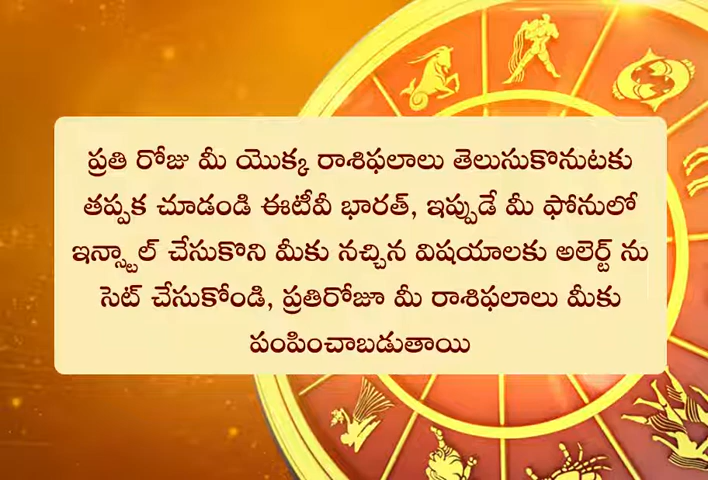 ప్రతి రోజు మీ యొక్క రాశిఫలాలు తెలుసుకొనుటకు
తప్పక చూడండి ఈటీవీ భారత్, ఇప్పుడే మీ ఫోనులో
ఇన్స్టాల్ చేసుకొని మీకు నచ్చిన విషయాలకు అలెర్ట్ ను
సెట్ చేసుకోండి, ప్రతిరోజూ మీ రాశిఫలాలు మీకు
పంపించాబడుతాయి